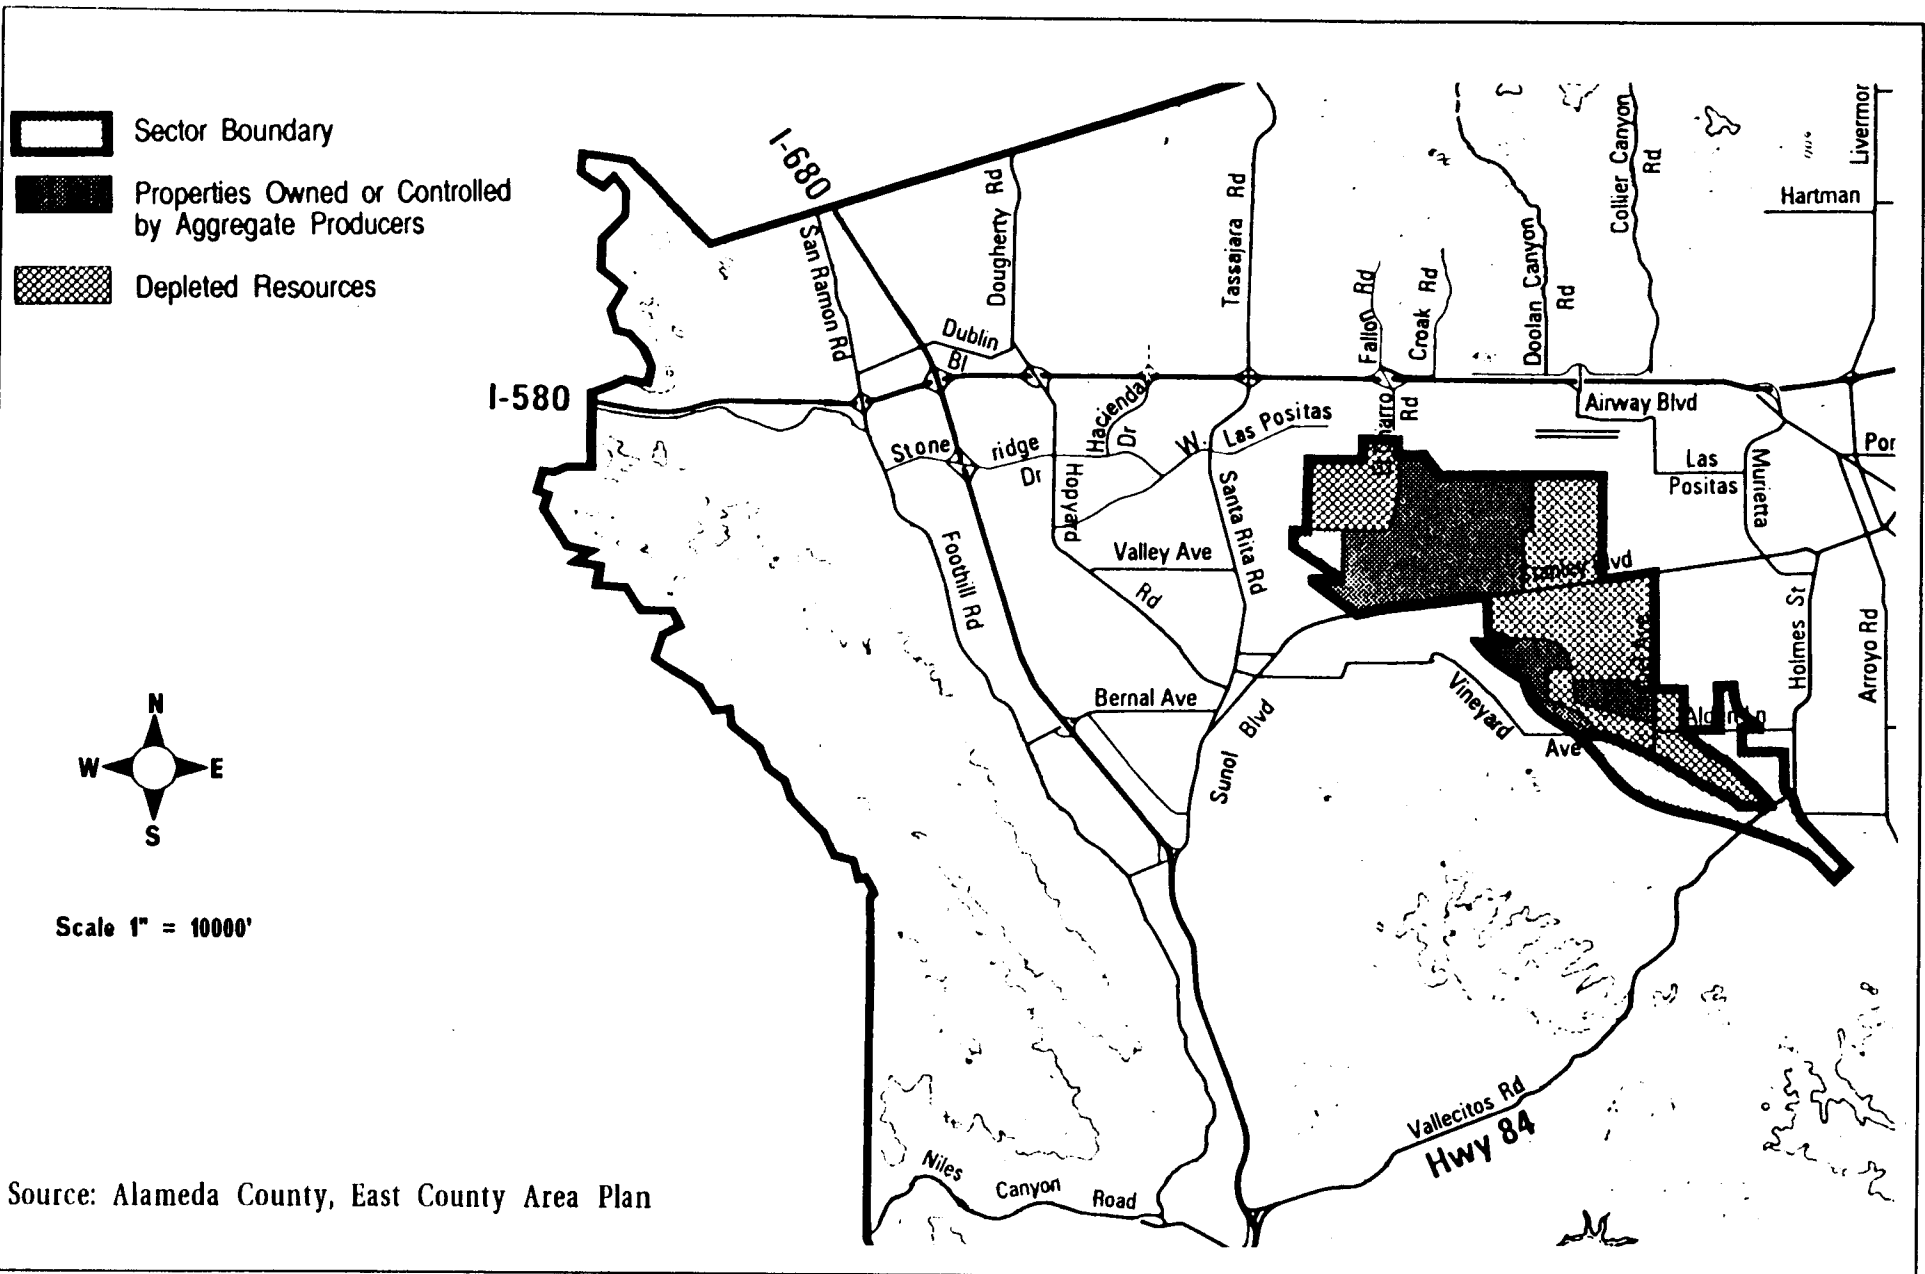 Sector Boundary
Properties Owned or Controlled
by Aggregate Producers
Depleted Resources
I-680
I-580
San Ramon Rd
Dougherty Rd
Tassajara Rd
Fallon Rd
Croak Rd
Doolan Canyon
Rd
Collier Canyon
Rd
Livermor
Hartman
Dublin
Bl
Hacienda
Dr
Stone
ridge
Dr
W. Las Positas
Rd
Airway Blvd
Las
Positas
Murrietta
Por
Hopyard
Rd
Santa Rita Rd
Valley Ave
Foothill Rd
Bernal Ave
Sunol Blvd
Vineyard
Ave
Holmes St
Arroyo Rd
Vallecitos Rd
Hwy 84
Niles
Canyon
Road
N
W
E
S
Scale 1" = 10000'
Source: Alameda County, East County Area Plan